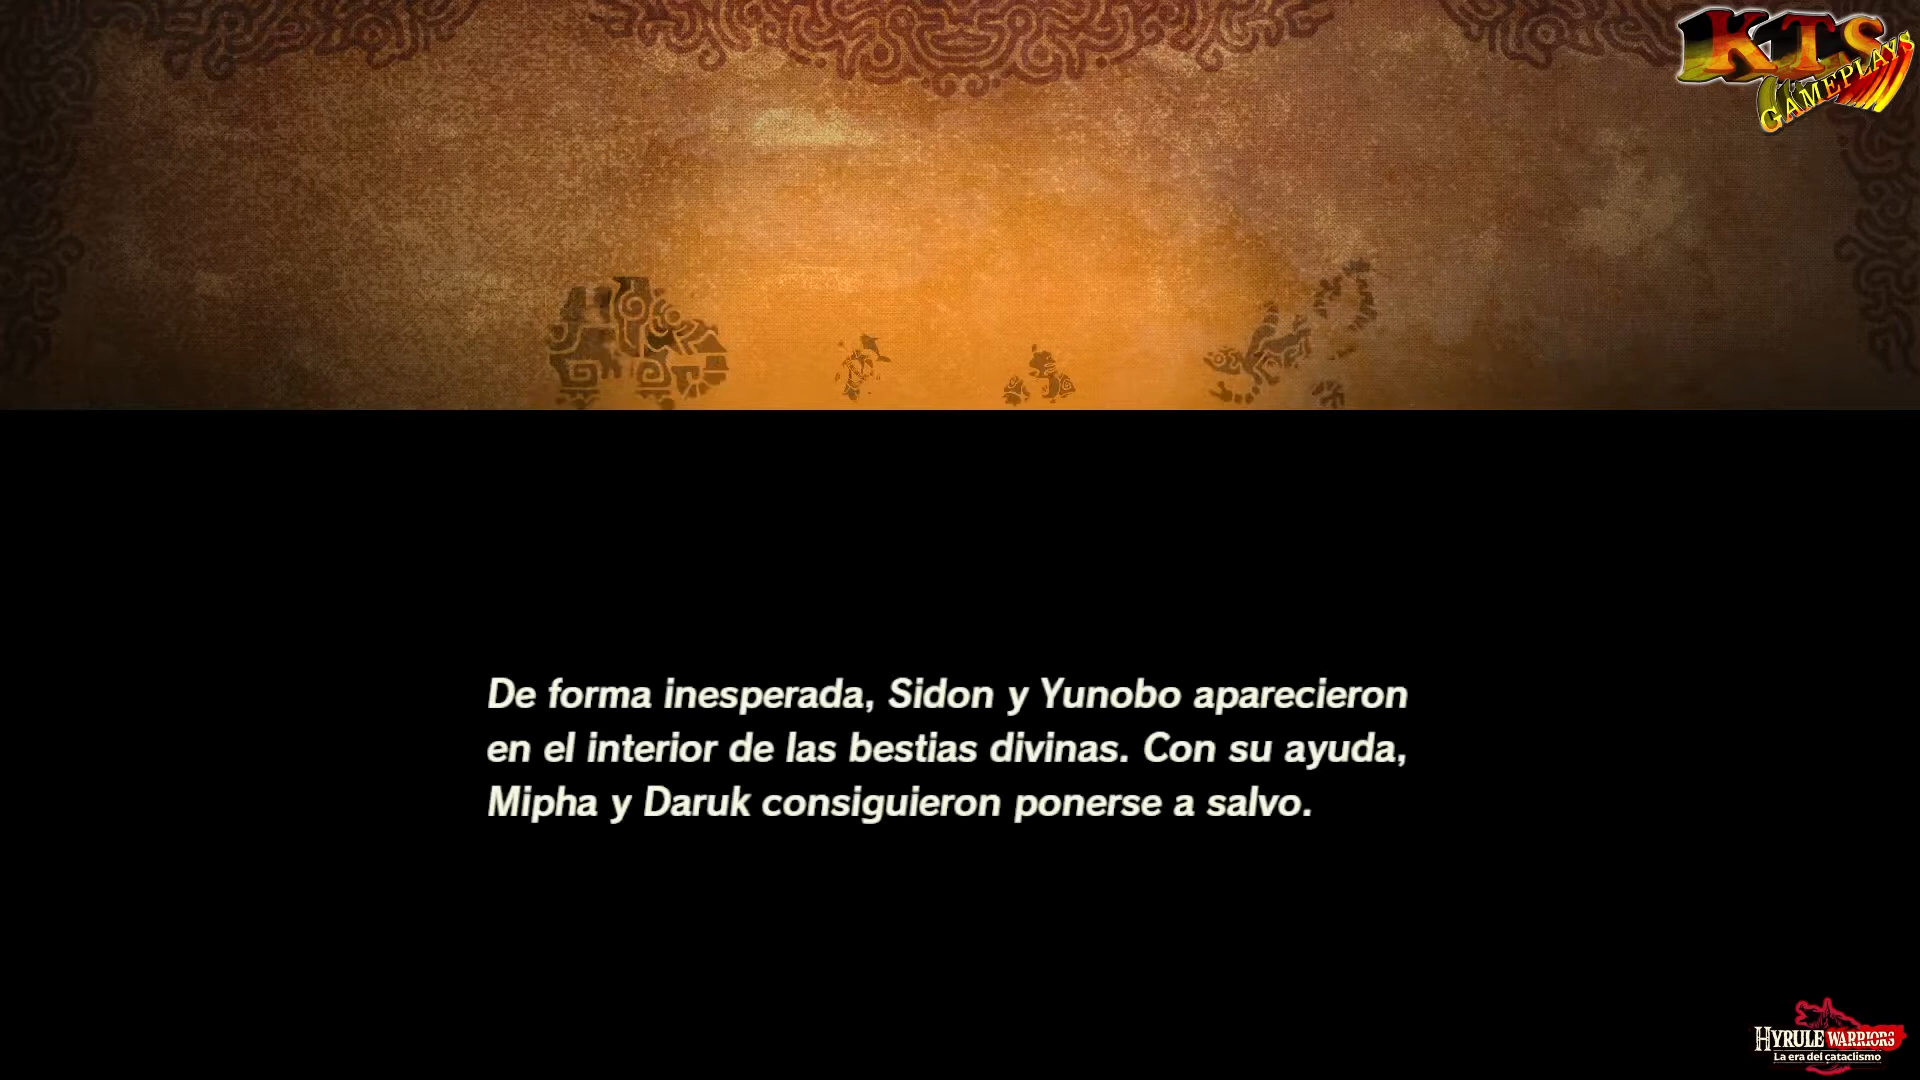 KTS
GAMEPLAYS
De forma inesperada, Sidon y Yunobo aparecieron
en el interior de las bestias divinas. Con su ayuda,
Mipha y Daruk consiguieron ponerse a salvo.
HYRULE WARRIORS
La era del cataclismo